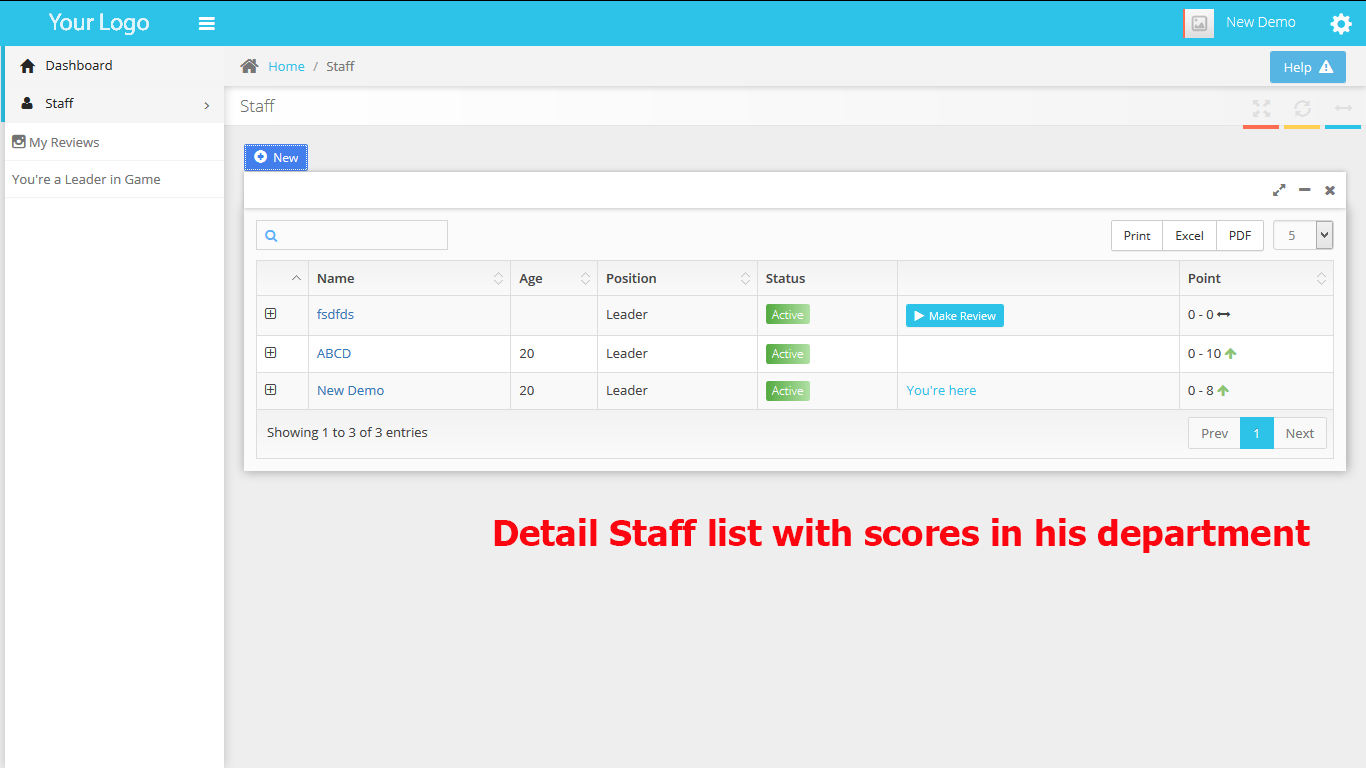 Your Logo
New Demo
Dashboard
Home / Staff
Help
Staff
Staff
My Reviews
New
You're a Leader in Game
Print Excel PDF 5
Name Age Position Status Point
fsdfds Leader Active Make Review 0 - 0
ABCD 20 Leader Active 0 - 10
New Demo 20 Leader Active You're here 0 - 8
Showing 1 to 3 of 3 entries Prev 1 Next
Detail Staff list with scores in his department